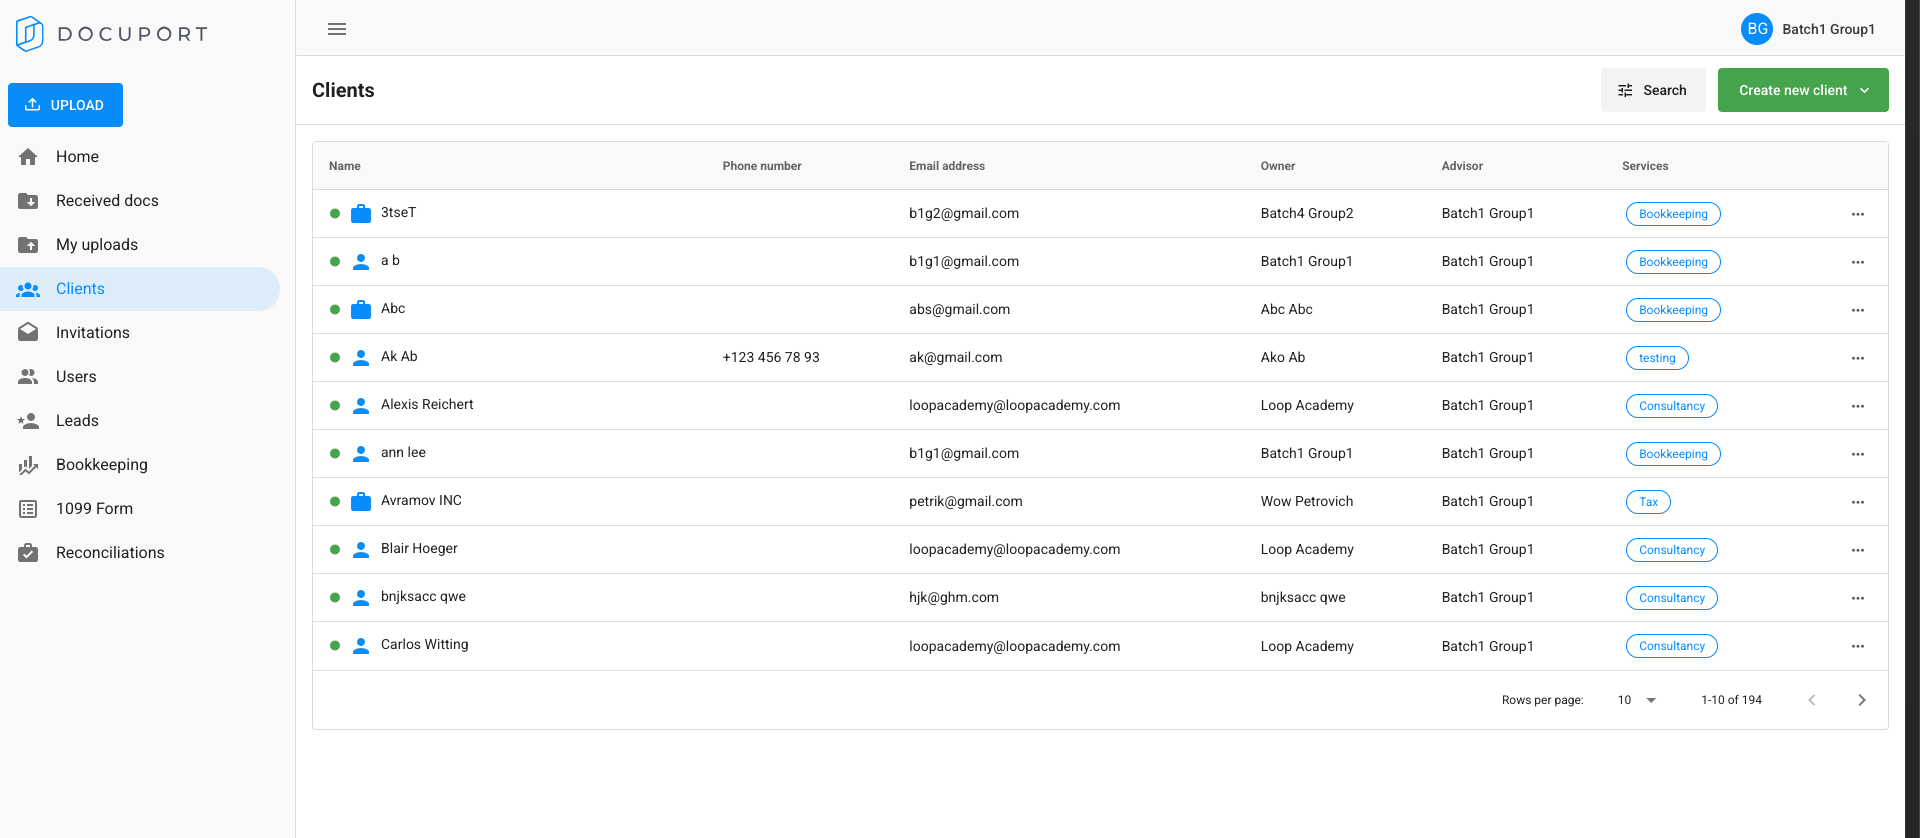 DOCUPORT
BG Batch1 Group1
UPLOAD
Home
Received docs
My uploads
Clients
Invitations
Users
Leads
Bookkeeping
1099 Form
Reconciliations
Clients
Search
Create new client
Name Phone number Email address Owner Advisor Services
3tseT b1g2@gmail.com Batch4 Group2 Batch1 Group1 Bookkeeping
a b b1g1@gmail.com Batch1 Group1 Batch1 Group1 Bookkeeping
Abc abs@gmail.com Abc Abc Batch1 Group1 Bookkeeping
Ak Ab +123 456 78 93 ak@gmail.com Ako Ab Batch1 Group1 testing
Alexis Reichert loopacademy@loopacademy.com Loop Academy Batch1 Group1 Consultancy
ann lee b1g1@gmail.com Batch1 Group1 Batch1 Group1 Bookkeeping
Avramov INC petrik@gmail.com Wow Petrovich Batch1 Group1 Tax
Blair Hoeger loopacademy@loopacademy.com Loop Academy Batch1 Group1 Consultancy
bnjksacc qwe hjk@ghm.com bnjksacc qwe Batch1 Group1 Consultancy
Carlos Witting loopacademy@loopacademy.com Loop Academy Batch1 Group1 Consultancy
Rows per page: 10 1-10 of 194